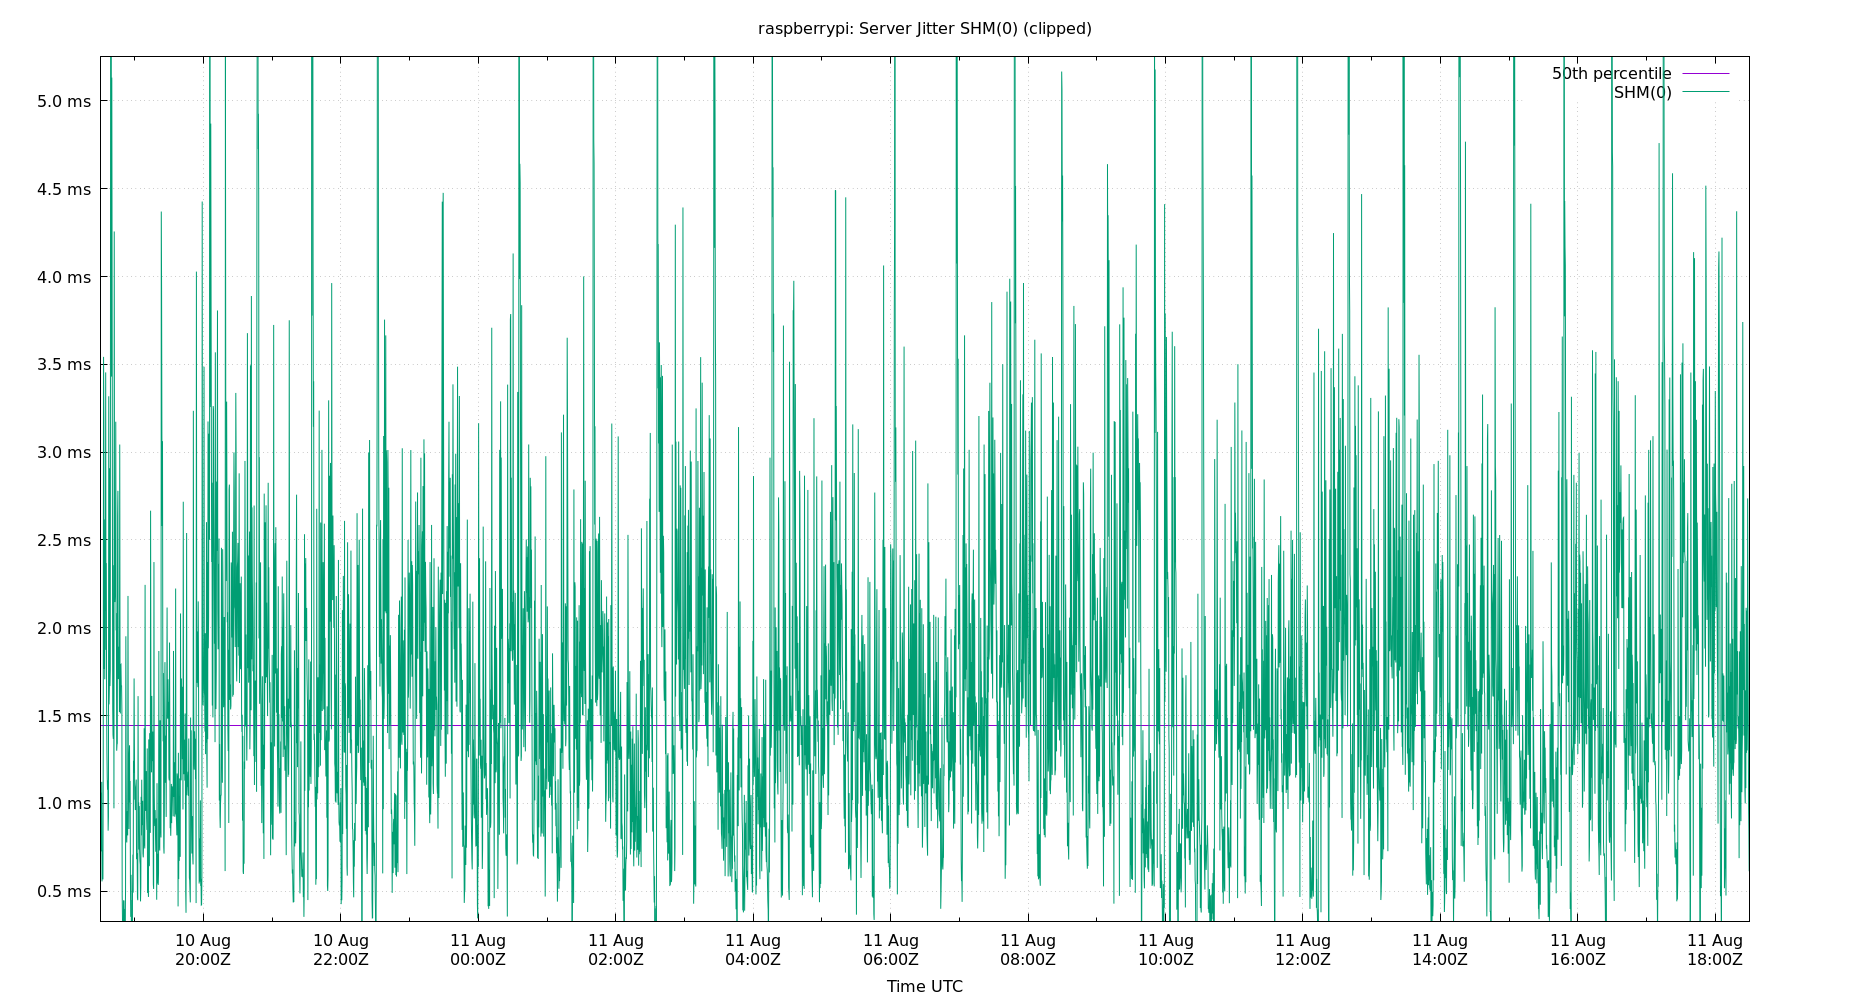 raspberrypi: Server Jitter SHM(0) (clipped)
50th percentile
SHM(0)
5.0 ms
4.5 ms
4.0 ms
3.5 ms
3.0 ms
2.5 ms
2.0 ms
1.5 ms
1.0 ms
0.5 ms
10 Aug 10 Aug 11 Aug 11 Aug 11 Aug 11 Aug 11 Aug 11 Aug 11 Aug 11 Aug 11 Aug 11 Aug
20:00Z 22:00Z 00:00Z 02:00Z 04:00Z 06:00Z 08:00Z 10:00Z 12:00Z 14:00Z 16:00Z 18:00Z
Time UTC